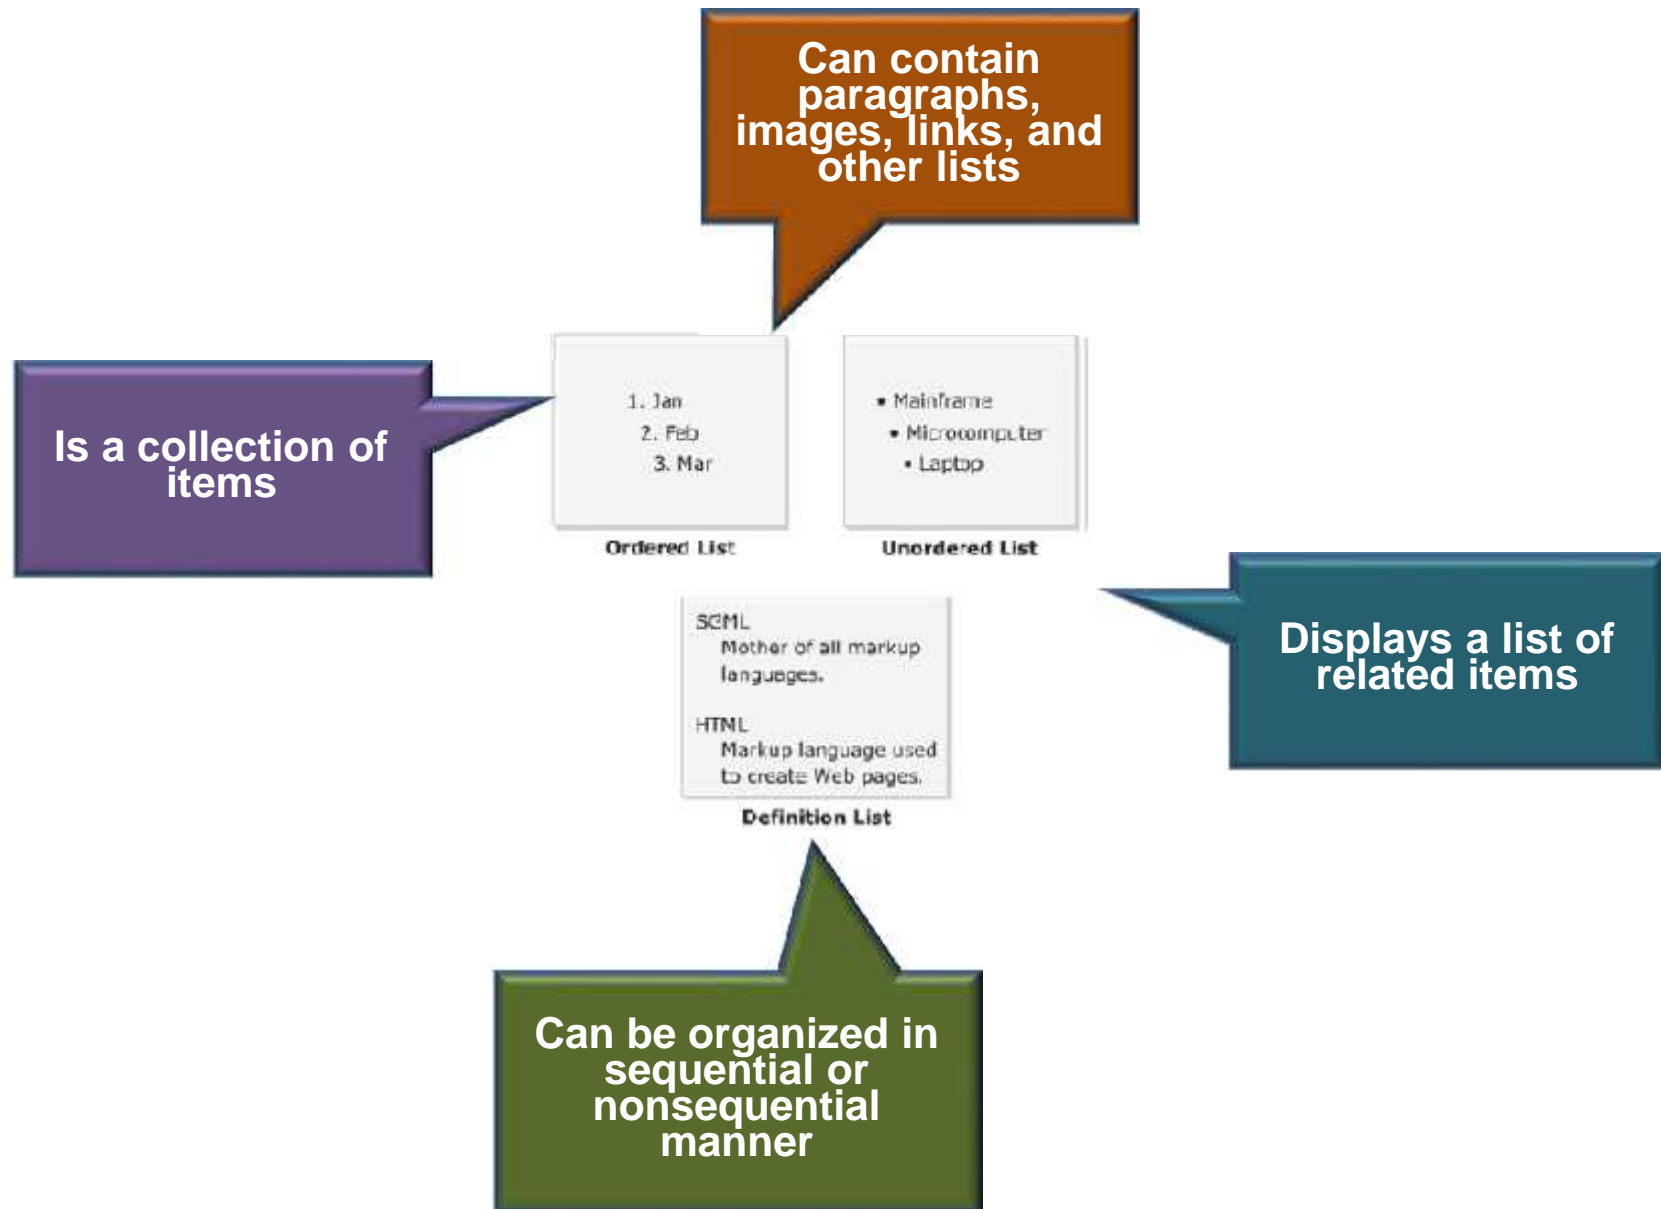 Can contain
paragraphs,
images, links, and
other lists
Is a collection of
items
1. Jan
2. Feb
3. Mar
Ordered List
• Mainframe
• Microcomputer
• Laptop
Unordered List
Displays a list of
related items
SGML
Mother of all markup
languages.
HTML
Markup language used
to create Web pages.
Definition List
Can be organized in
sequential or
nonsequential
manner